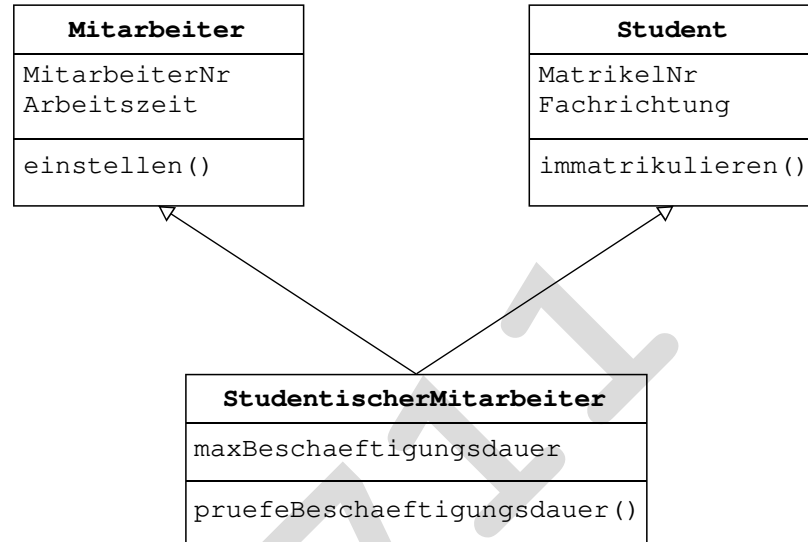 Mitarbeiter
MitarbeiterNr
Arbeitszeit
einstellen()
Student
MatrikelNr
Fachrichtung
immatrikulieren()
StudentischerMitarbeiter
maxBeschaeftigungsdauer
pruefeBeschaeftigungsdauer()